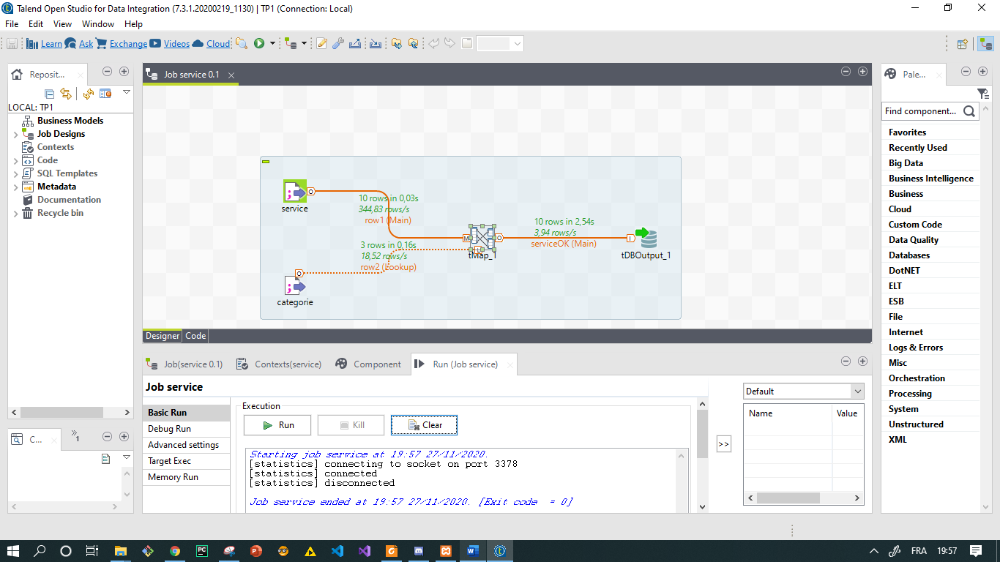 Talend Open Studio for Data Integration (7.3.1.20200219_1130) | TP1 (Connection: Local)
File Edit View Window Help
Learn Ask Exchange Videos Cloud
Reposit...
LOCAL: TP1
Business Models
Job Designs
Contexts
Code
SQL Templates
Metadata
Documentation
Recycle bin
C...
1
Job service 0.1
service
10 rows in 0,03s
344,83 rows/s
row1 (Main)
3 rows in 0,16s
18,52 rows/s
row2 (Lookup)
categorie
tMap_1
10 rows in 2,54s
3,94 rows/s
serviceOK (Main)
tDBOutput_1
Designer Code
Job(service 0.1) Contexts(service) Component Run (Job service)
Job service
Basic Run
Debug Run
Advanced settings
Target Exec
Memory Run
Execution
Run Kill Clear
Starting job service at 19:57 27/11/2020.
[statistics] connecting to socket on port 3378
[statistics] connected
[statistics] disconnected
Job service ended at 19:57 27/11/2020. [Exit code = 0]
>>
Default
Name Value
Pale...
Find component...
Favorites
Recently Used
Big Data
Business Intelligence
Business
Cloud
Custom Code
Data Quality
Databases
DotNET
ELT
ESB
File
Internet
Logs & Errors
Misc
Orchestration
Processing
System
Unstructured
XML
FRA 19:57